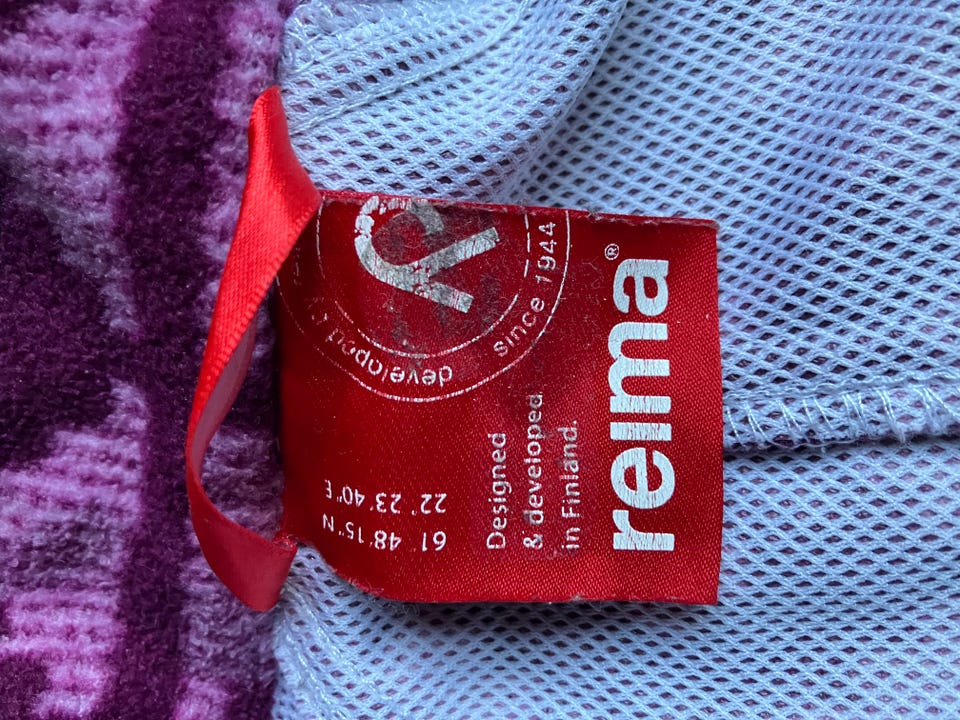 reima®
Designed
& developed
in Finland.
since 1944
developed
61° 48'15"N
22° 23'40"E